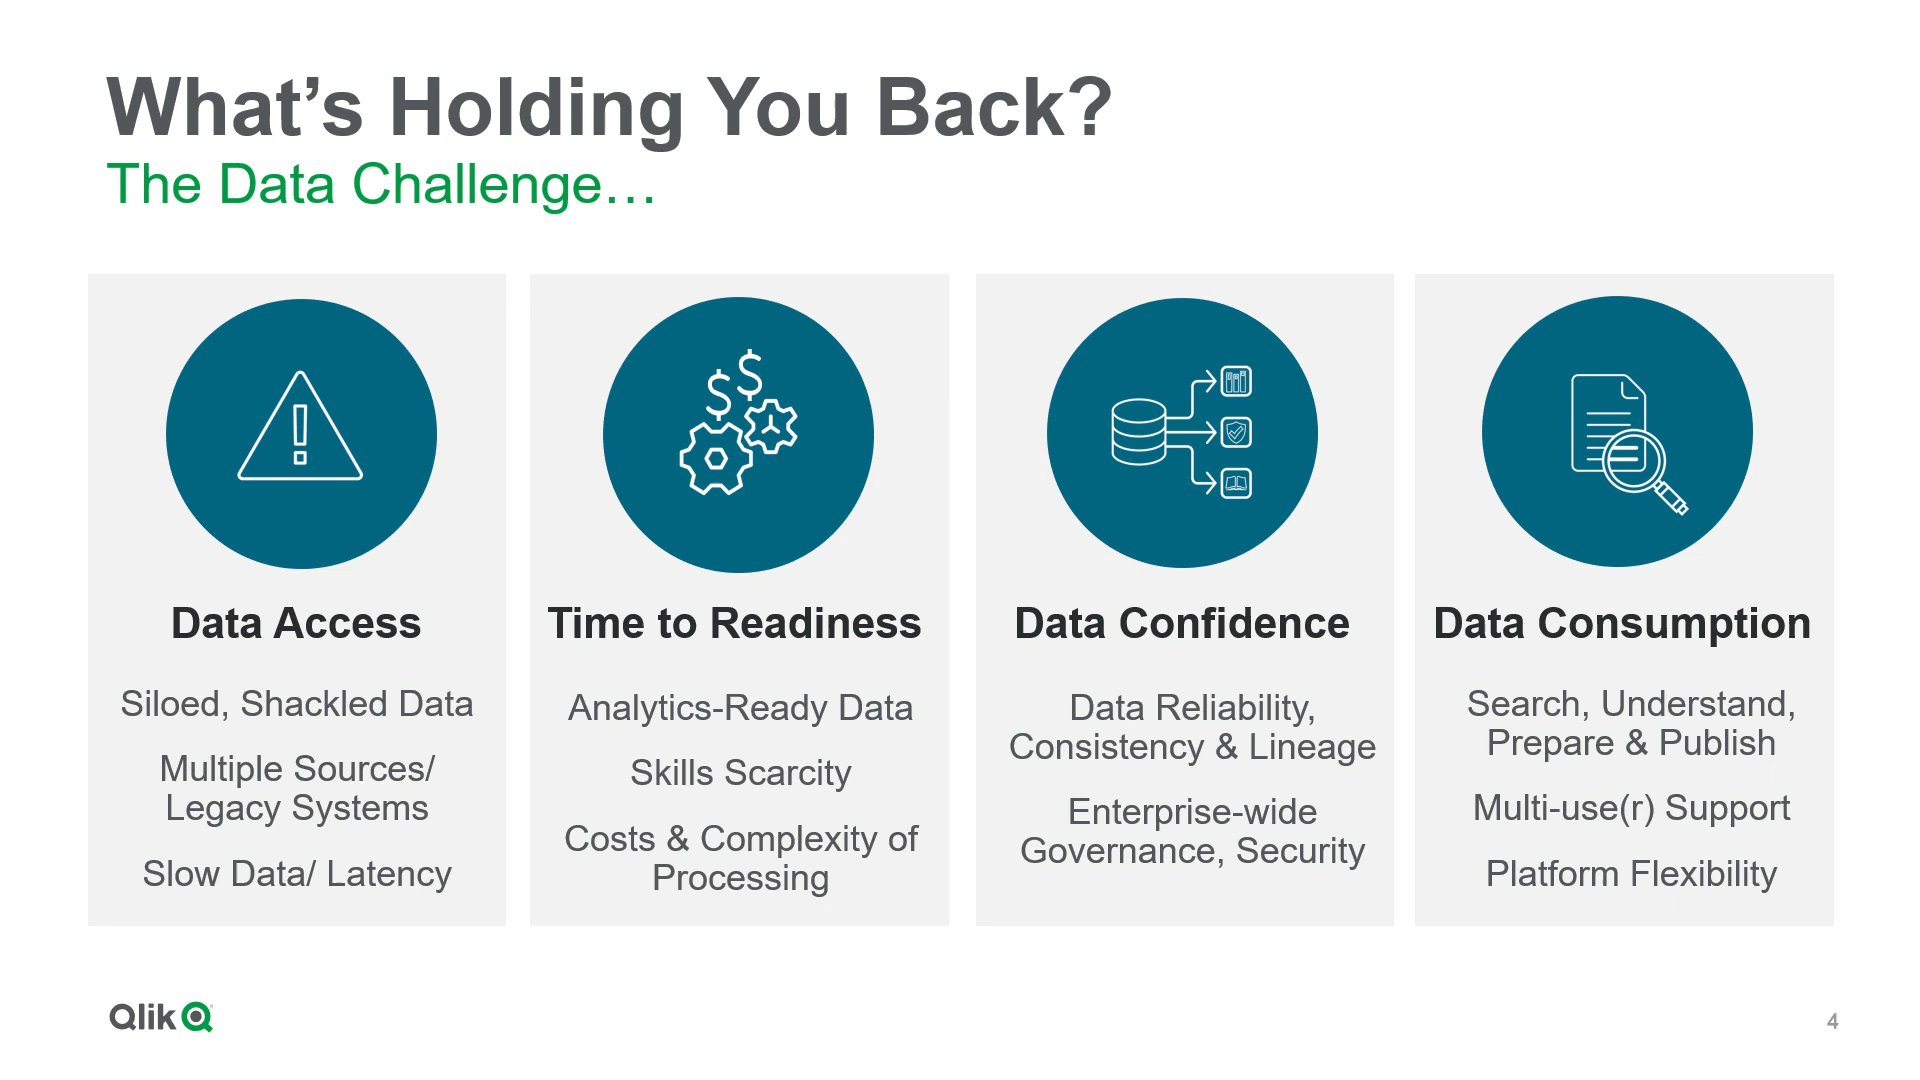 What’s Holding You Back?
The Data Challenge…
Data Access
Siloed, Shackled Data
Multiple Sources/
Legacy Systems
Slow Data/ Latency
Time to Readiness
Analytics-Ready Data
Skills Scarcity
Costs & Complexity of
Processing
Data Confidence
Data Reliability,
Consistency & Lineage
Enterprise-wide
Governance, Security
Data Consumption
Search, Understand,
Prepare & Publish
Multi-use(r) Support
Platform Flexibility
Qlik
4